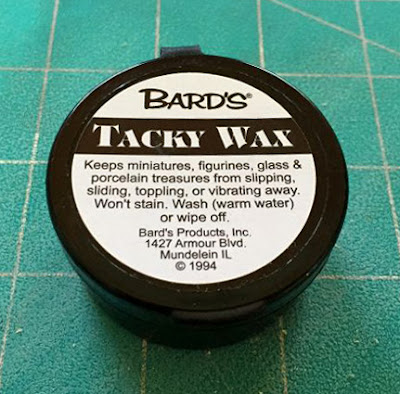 BARD'S®
TACKY WAX
Keeps miniatures, figurines, glass &
porcelain treasures from slipping,
sliding, toppling, or vibrating away.
Won't stain. Wash (warm water)
or wipe off.
Bard's Products, Inc.
1427 Armour Blvd.
Mundelein IL
© 1994